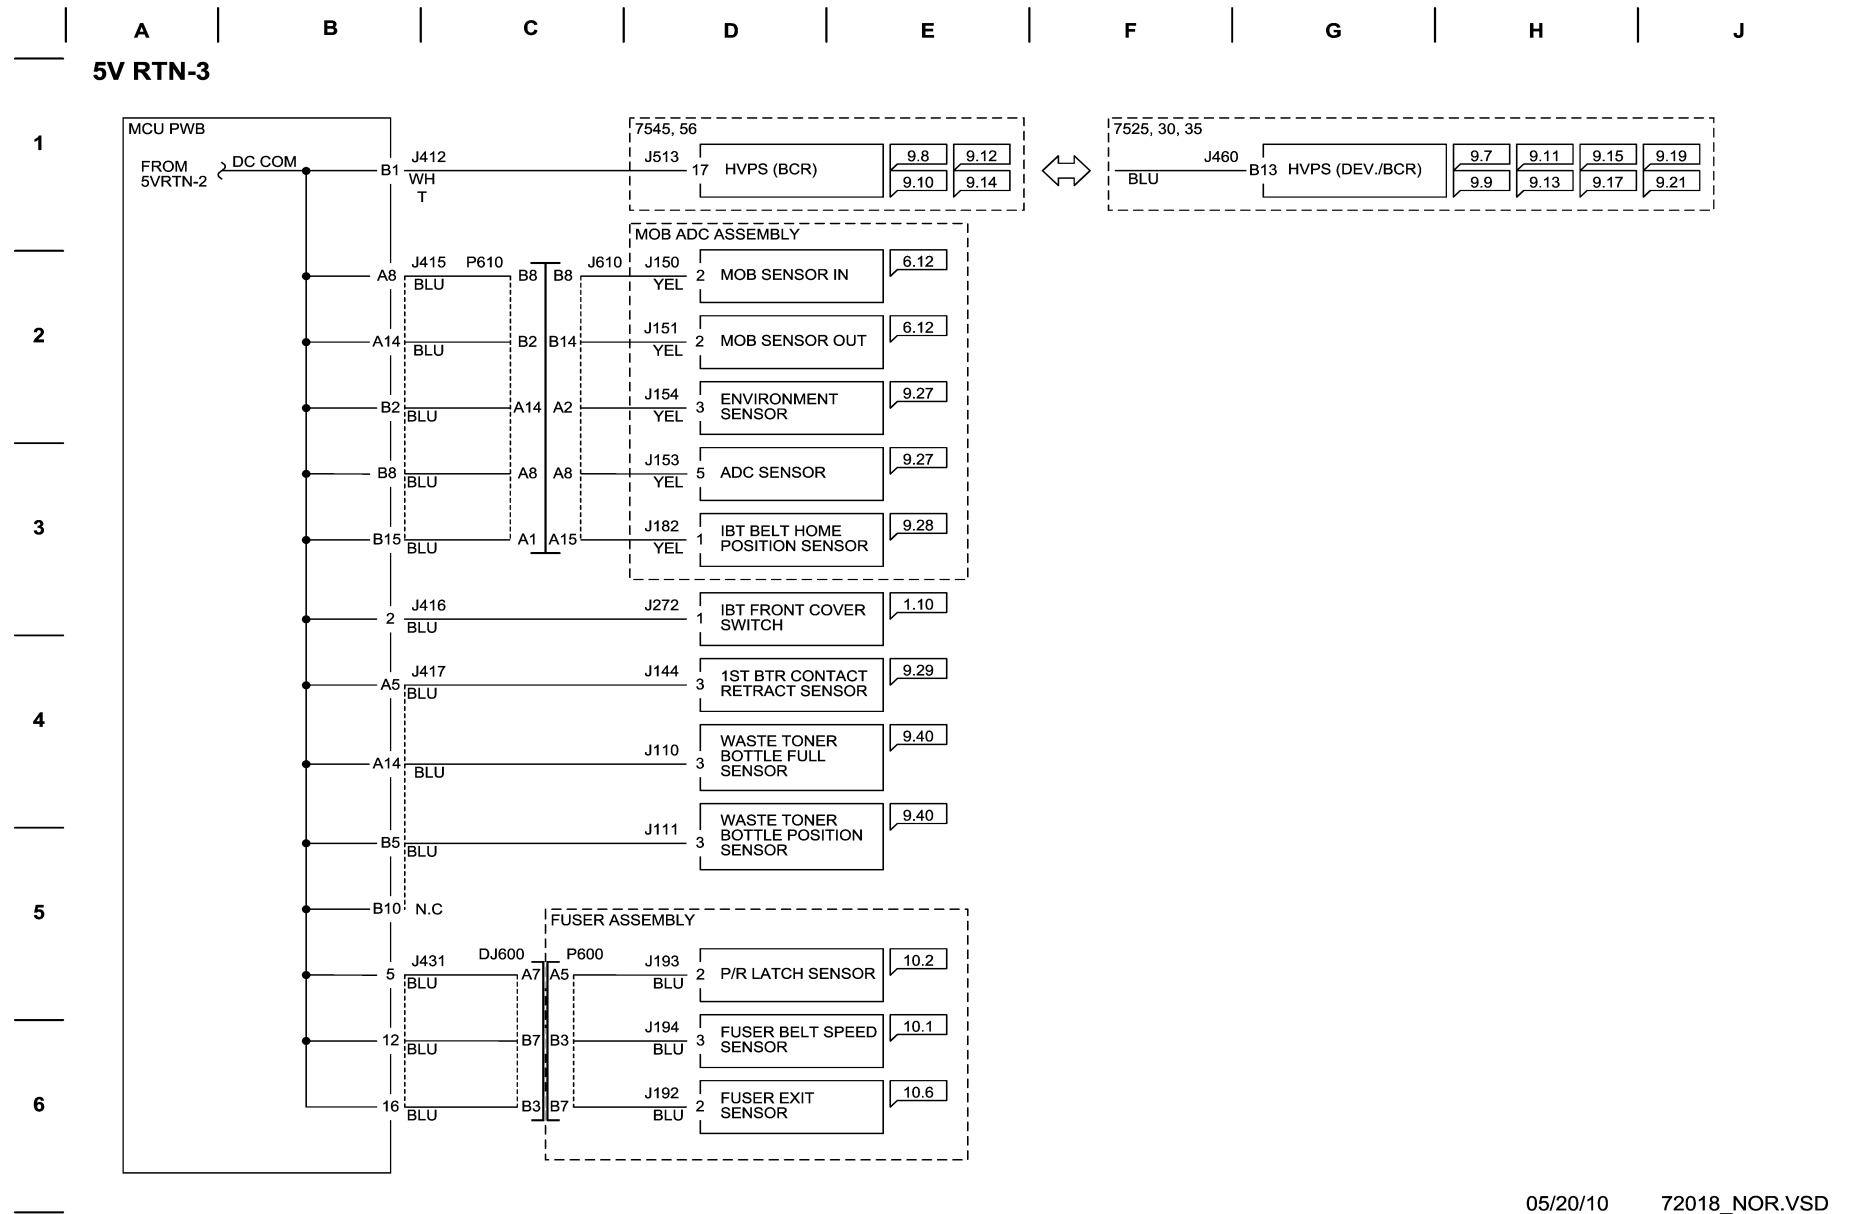 A B C D E F G H J
5V RTN-3
1
MCU PWB
FROM
5VRTN-2
DC COM
B1
J412
WH
T
7545, 56
J513
17
HVPS (BCR)
9.8 9.12
9.10 9.14
7525, 30, 35
BLU
J460
B13
HVPS (DEV./BCR)
9.7 9.11 9.15 9.19
9.9 9.13 9.17 9.21
MOB ADC ASSEMBLY
2
A8
J415
BLU
P610
B8 B8
J610
J150
YEL
2
MOB SENSOR IN
6.12
A14
BLU
B2 B14
J151
YEL
2
MOB SENSOR OUT
6.12
B2
BLU
A14 A2
J154
YEL
3
ENVIRONMENT
SENSOR
9.27
B8
BLU
A8 A8
J153
YEL
5
ADC SENSOR
9.27
3
B15
BLU
A1 A15
J182
YEL
1
IBT BELT HOME
POSITION SENSOR
9.28
2
J416
BLU
J272
1
IBT FRONT COVER
SWITCH
1.10
4
A5
J417
BLU
J144
3
1ST BTR CONTACT
RETRACT SENSOR
9.29
A14
BLU
J110
3
WASTE TONER
BOTTLE FULL
SENSOR
9.40
B5
BLU
J111
3
WASTE TONER
BOTTLE POSITION
SENSOR
9.40
5
B10
N.C
FUSER ASSEMBLY
5
J431
BLU
DJ600
A7 A5
P600
J193
BLU
2
P/R LATCH SENSOR
10.2
12
BLU
B7 B3
J194
BLU
3
FUSER BELT SPEED
SENSOR
10.1
6
16
BLU
B3 B7
J192
BLU
2
FUSER EXIT
SENSOR
10.6
05/20/10 72018_NOR.VSD